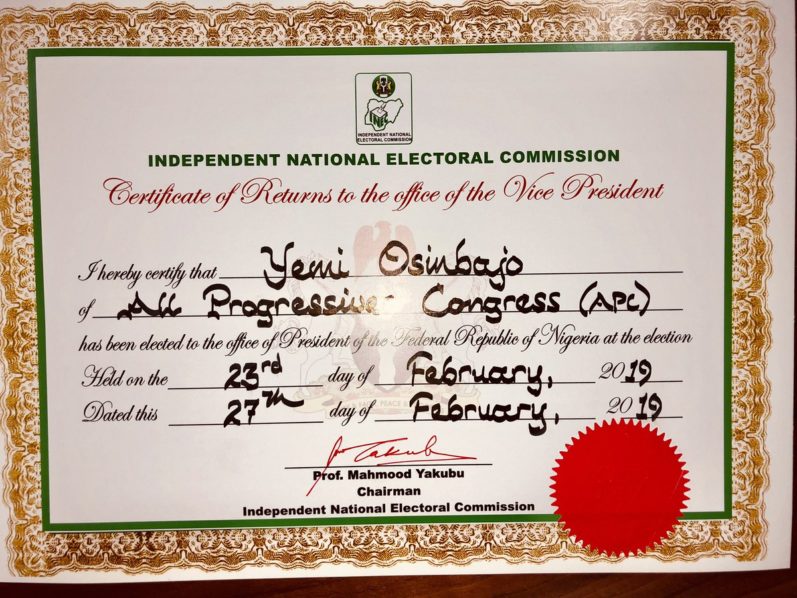 INDEPENDENT NATIONAL
ELECTORAL COMMISSION
INDEPENDENT NATIONAL ELECTORAL COMMISSION
Certificate of Returns to the office of the Vice President
I hereby certify that Yemi Osinbajo
of All Progressive Congress (APC)
has been elected to the office of President of the Federal Republic of Nigeria at the election
Held on the 23rd day of February, 2019
Dated this 27th day of February, 2019
Prof. Mahmood Yakubu
Chairman
Independent National Electoral Commission